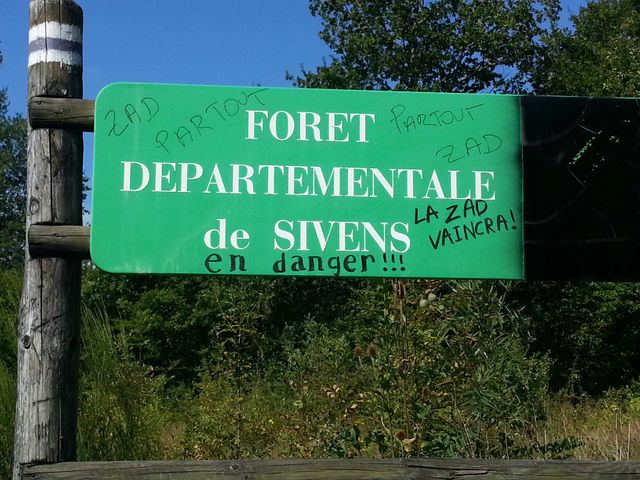 ZAD PARTOUT
PARTOUT ZAD
FORET
DEPARTEMENTALE
de SIVENS
en danger!!!
LA ZAD
VAINCRA!